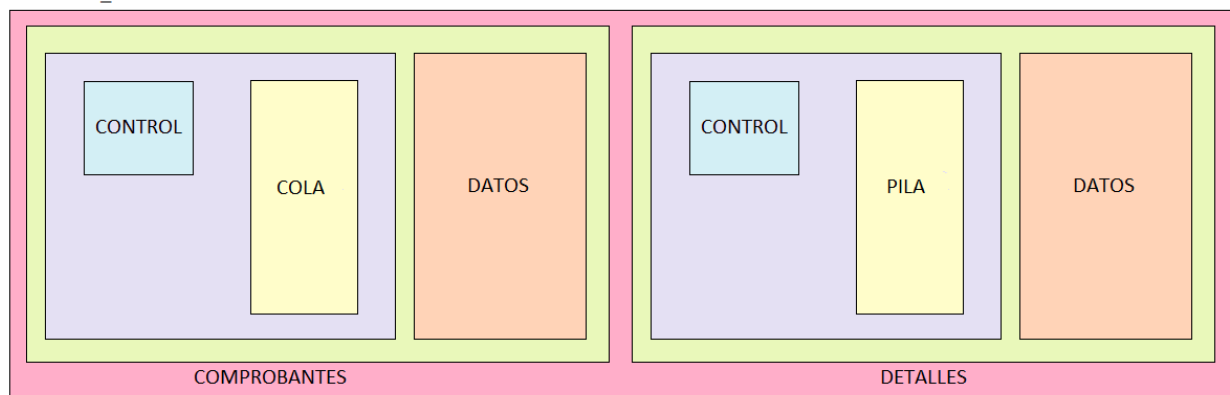 CONTROL
COLA
DATOS
COMPROBANTES
CONTROL
PILA
DATOS
DETALLES